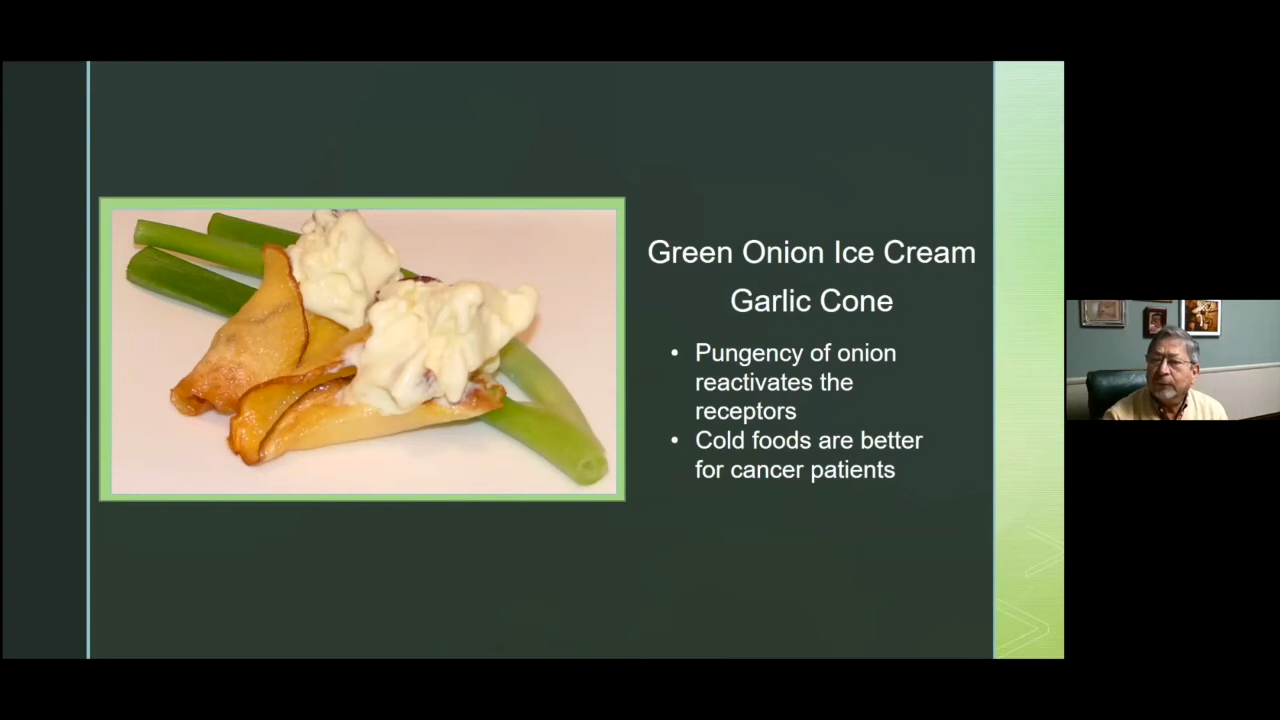 Green Onion Ice Cream
Garlic Cone
• Pungency of onion
reactivates the
receptors
• Cold foods are better
for cancer patients